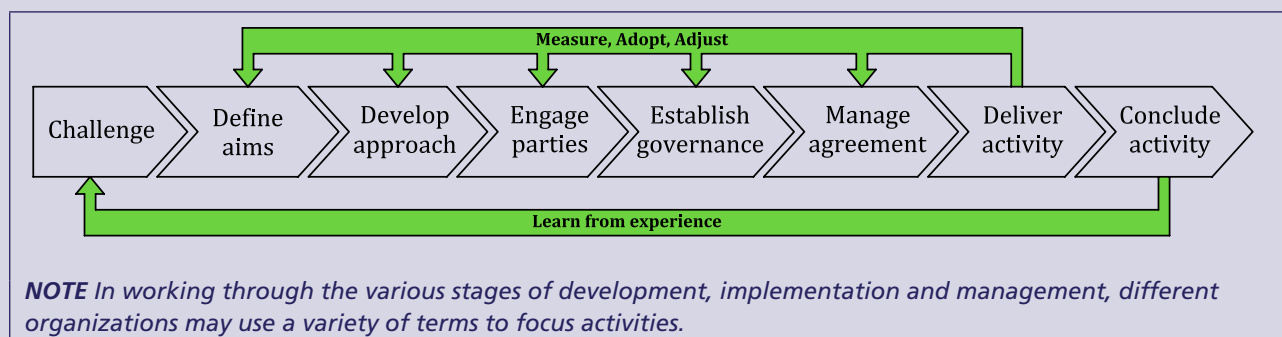 Measure, Adopt, Adjust
Challenge
Define
aims
Develop
approach
Engage
parties
Establish
governance
Manage
agreement
Deliver
activity
Conclude
activity
Learn from experience
NOTE In working through the various stages of development, implementation and management, different
organizations may use a variety of terms to focus activities.